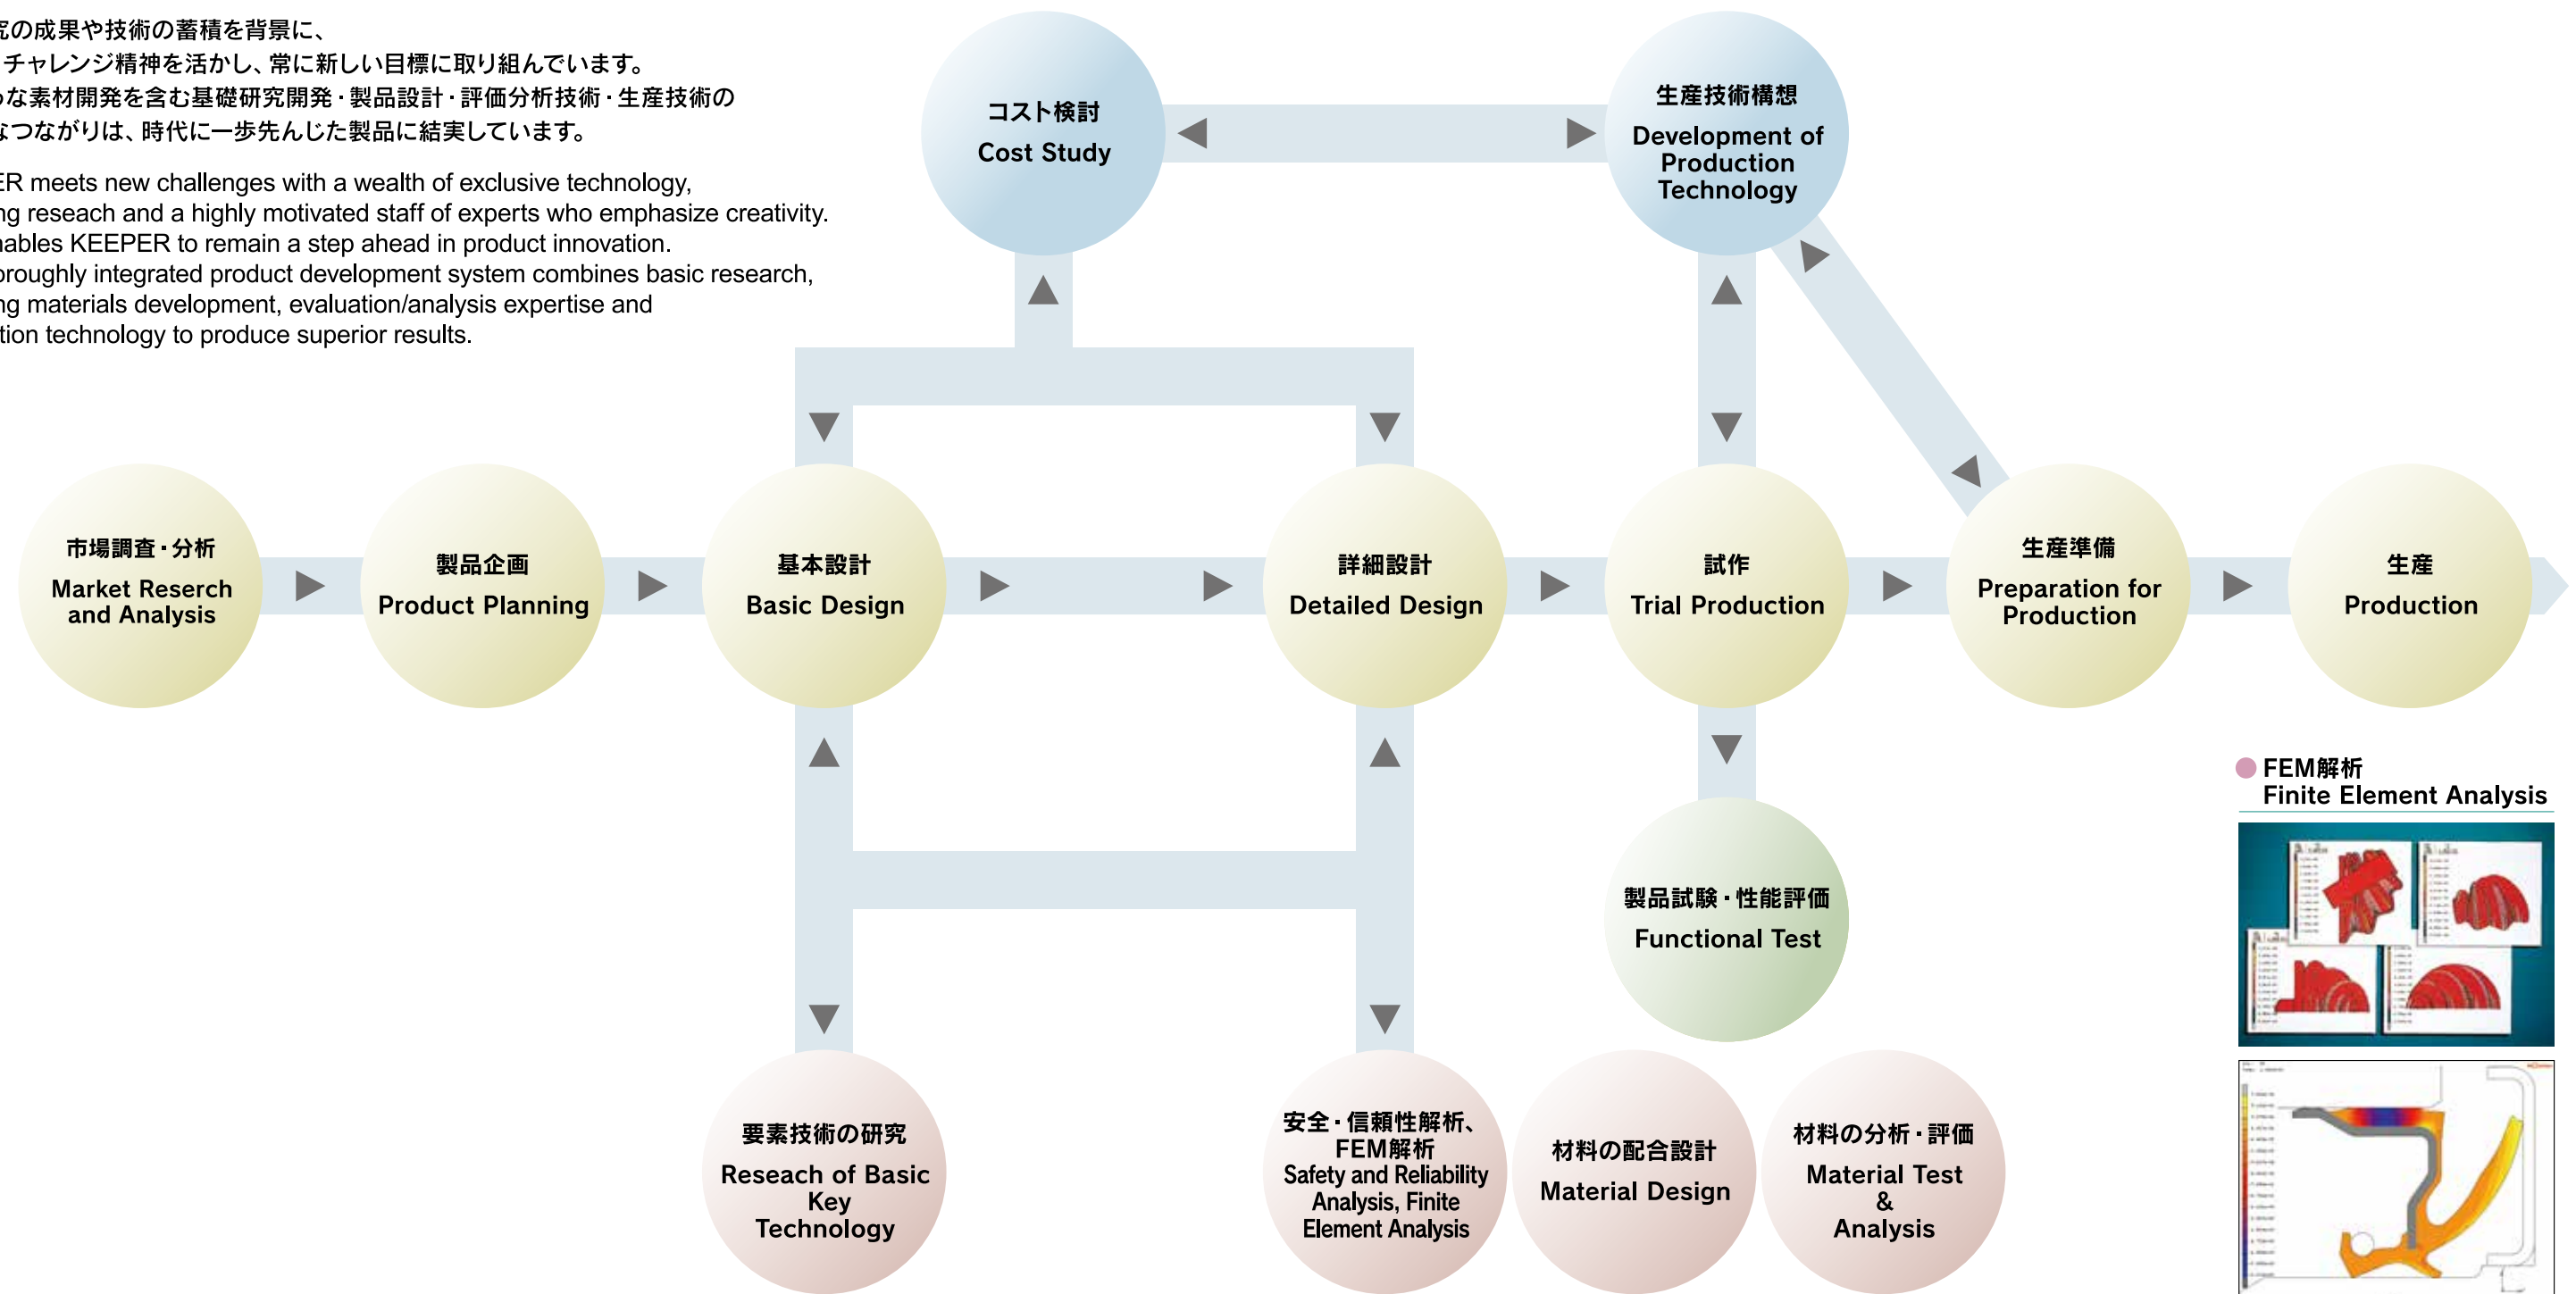 の成果や技術の蓄積を背景に、
チャレンジ精神を活かし、常に新しい目標に取り組んでいます。
な素材開発を含む基礎研究開発・製品設計・評価分析技術・生産技術の
なつながりは、時代に一歩先んじた製品に結実しています。
ER meets new challenges with a wealth of exclusive technology,
ng reseach and a highly motivated staff of experts who emphasize creativity.
nables KEEPER to remain a step ahead in product innovation.
oroughly integrated product development system combines basic research,
ng materials development, evaluation/analysis expertise and
tion technology to produce superior results.
コスト検討
Cost Study
生産技術構想
Development of
Production
Technology
市場調査・分析
Market Reserch
and Analysis
製品企画
Product Planning
基本設計
Basic Design
詳細設計
Detailed Design
試作
Trial Production
生産準備
Preparation for
Production
生産
Production
製品試験・性能評価
Functional Test
要素技術の研究
Reseach of Basic
Key
Technology
安全・信頼性解析、
FEM解析
Safety and Reliability
Analysis, Finite
Element Analysis
材料の配合設計
Material Design
材料の分析・評価
Material Test
&
Analysis
FEM解析
Finite Element Analysis